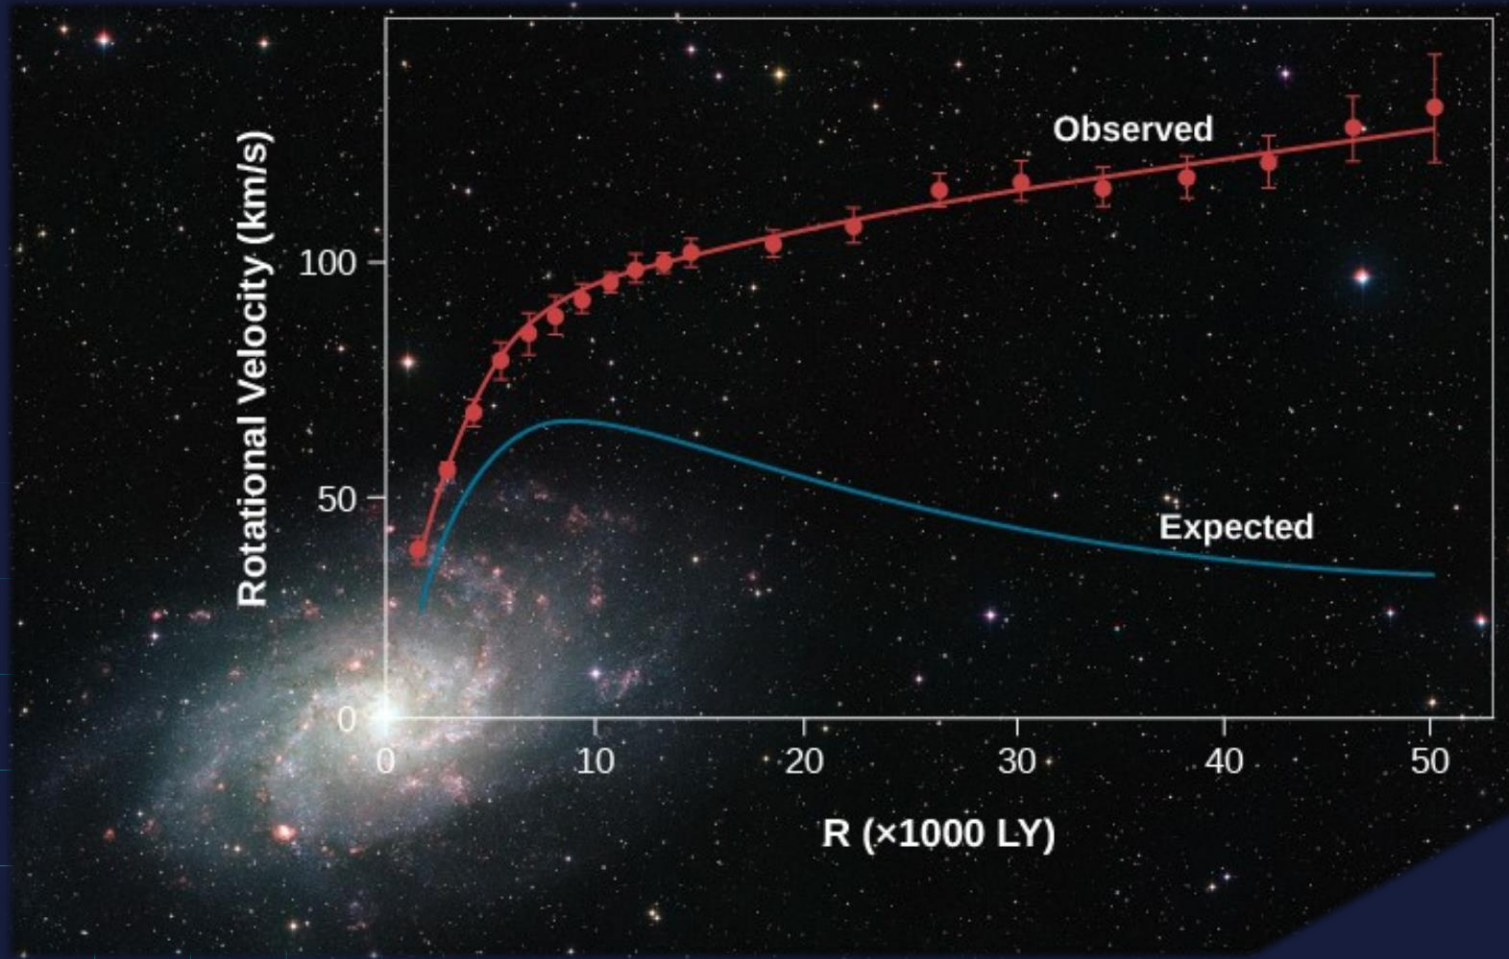 Observed
Rotational Velocity (km/s)
100
50
Expected
0
0 10 20 30 40 50
R (×1000 LY)